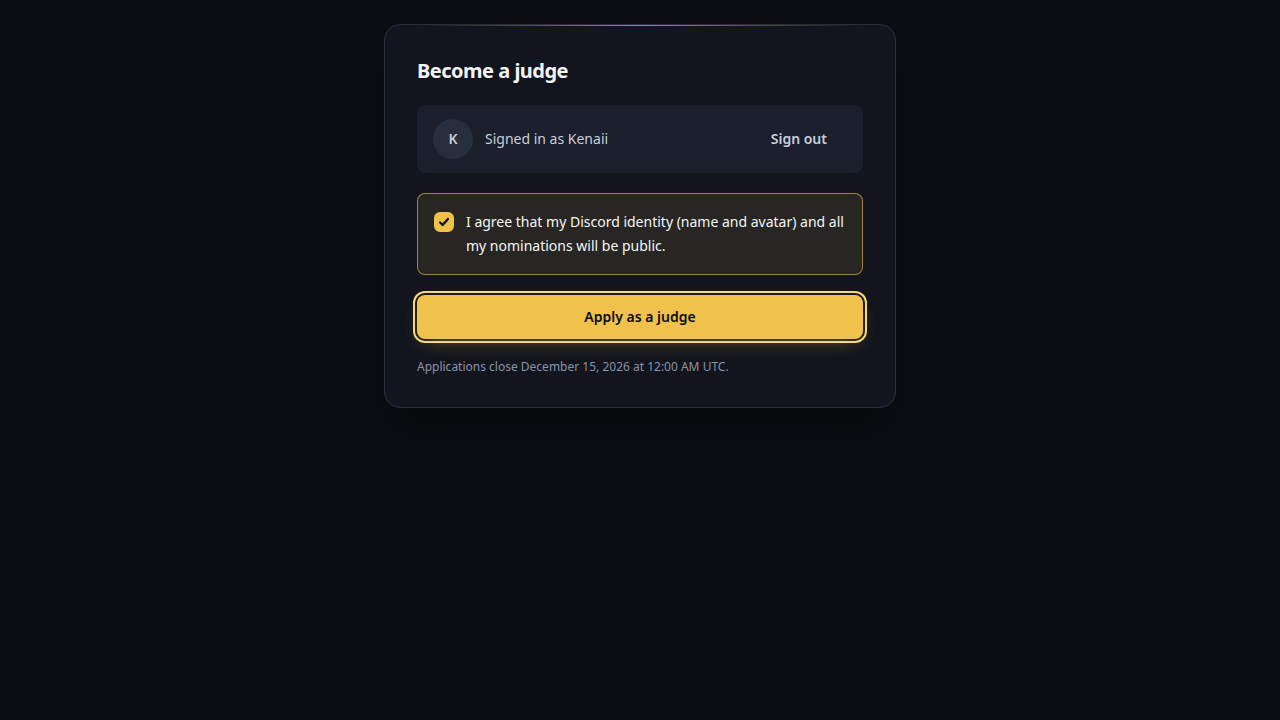 Become a judge
K
Signed in as Kenaii
Sign out
I agree that my Discord identity (name and avatar) and all
my nominations will be public.
Apply as a judge
Applications close December 15, 2026 at 12:00 AM UTC.